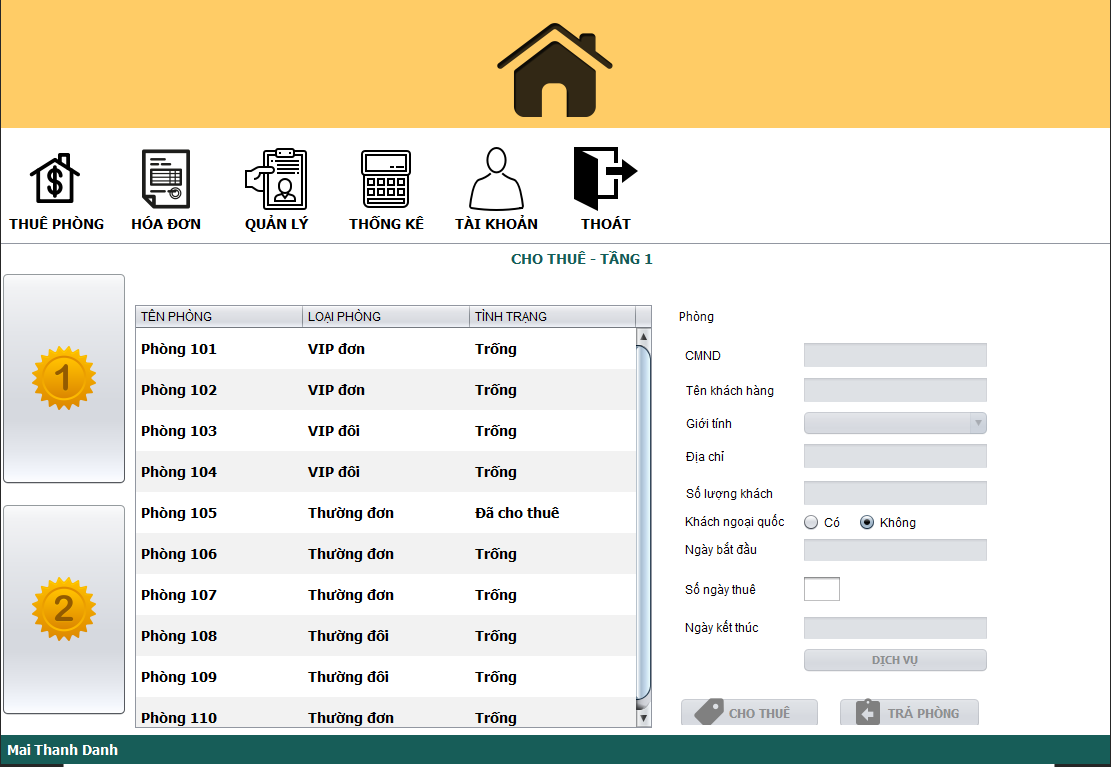 $
THUÊ PHÒNG HÓA ĐƠN QUẢN LÝ THỐNG KÊ TÀI KHOẢN THOÁT
CHO THUÊ - TẦNG 1
1
2
TÊN PHÒNG LOẠI PHÒNG TÌNH TRẠNG
Phòng 101 VIP đơn Trống
Phòng 102 VIP đơn Trống
Phòng 103 VIP đôi Trống
Phòng 104 VIP đôi Trống
Phòng 105 Thường đơn Đã cho thuê
Phòng 106 Thường đơn Trống
Phòng 107 Thường đơn Trống
Phòng 108 Thường đôi Trống
Phòng 109 Thường đôi Trống
Phòng 110 Thường đơn Trống
Phòng
CMND
Tên khách hàng
Giới tính
Địa chỉ
Số lượng khách
Khách ngoại quốc Có Không
Ngày bắt đầu
Số ngày thuê
Ngày kết thúc
DỊCH VỤ
CHO THUÊ TRẢ PHÒNG
Mai Thanh Danh